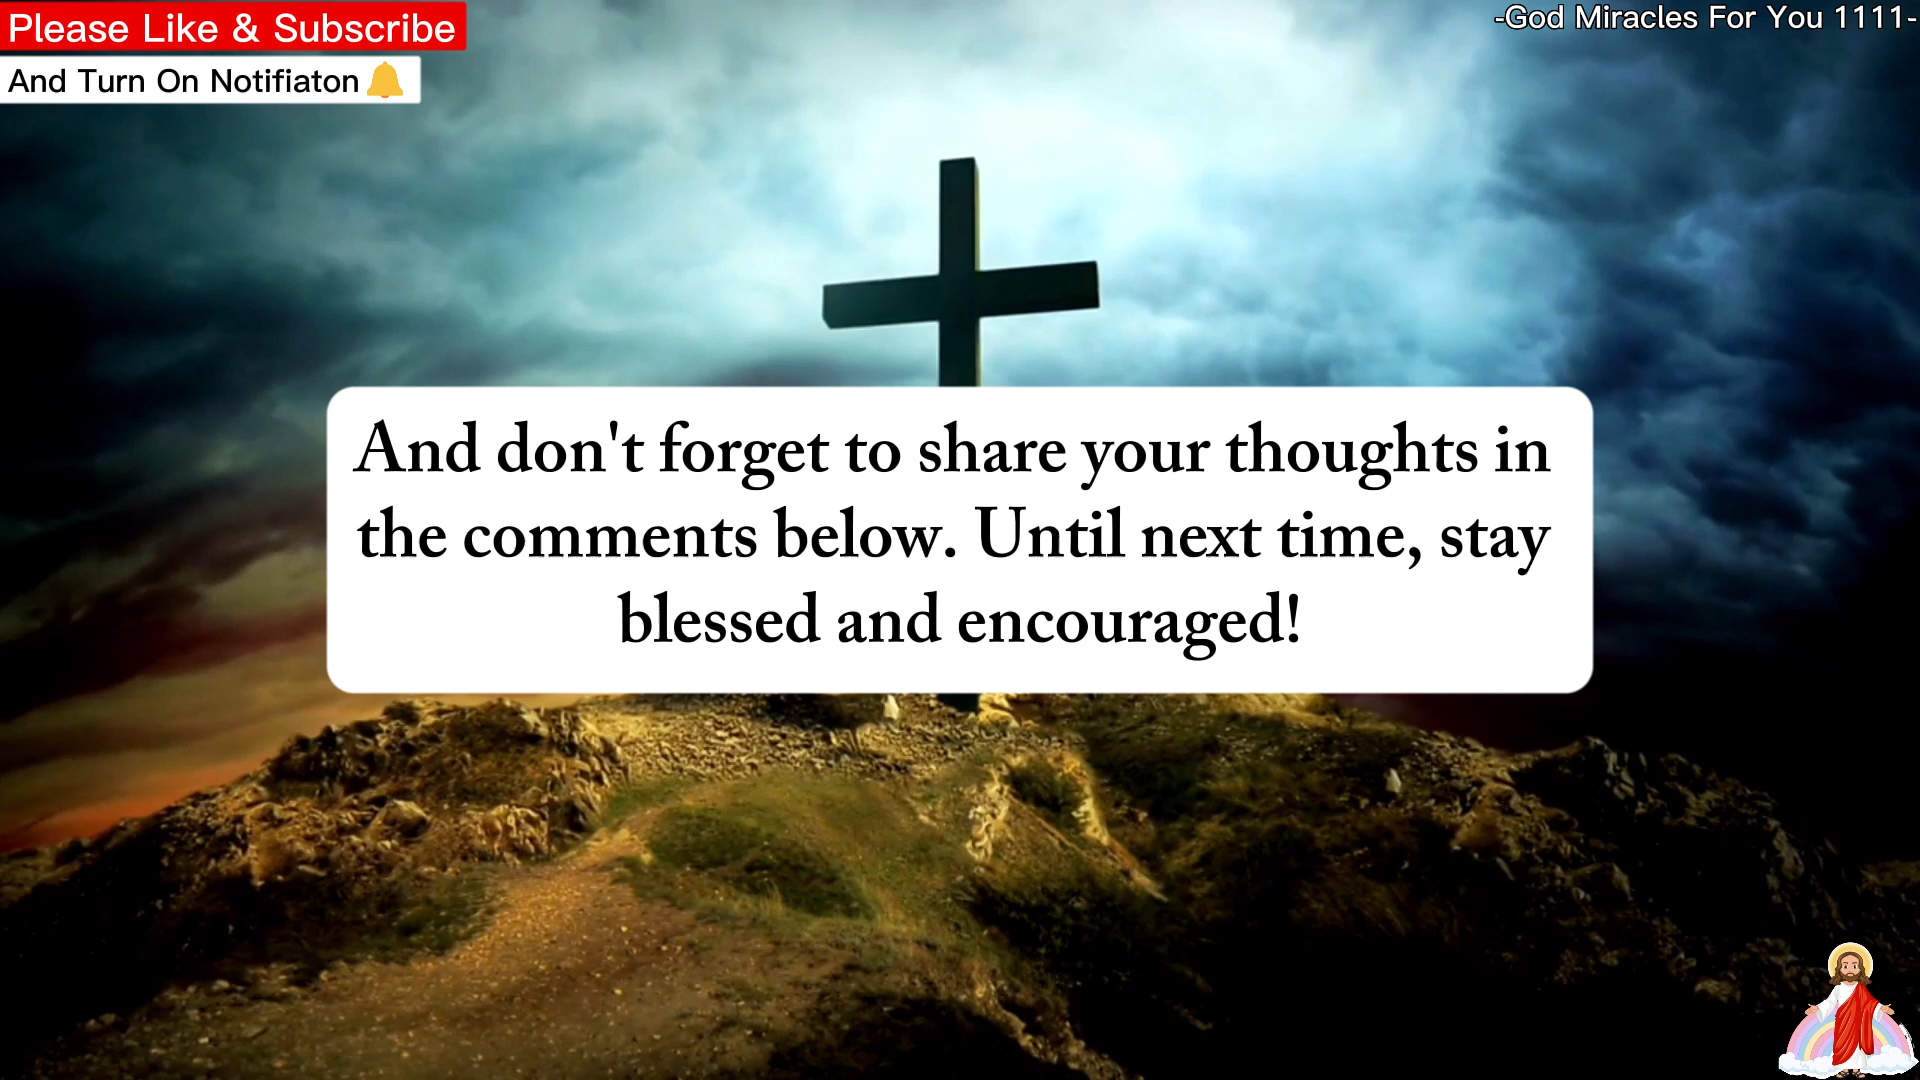 Please Like & Subscribe
And Turn On Notifiaton
-God Miracles For You 1111-
And don't forget to share your thoughts in
the comments below. Until next time, stay
blessed and encouraged!